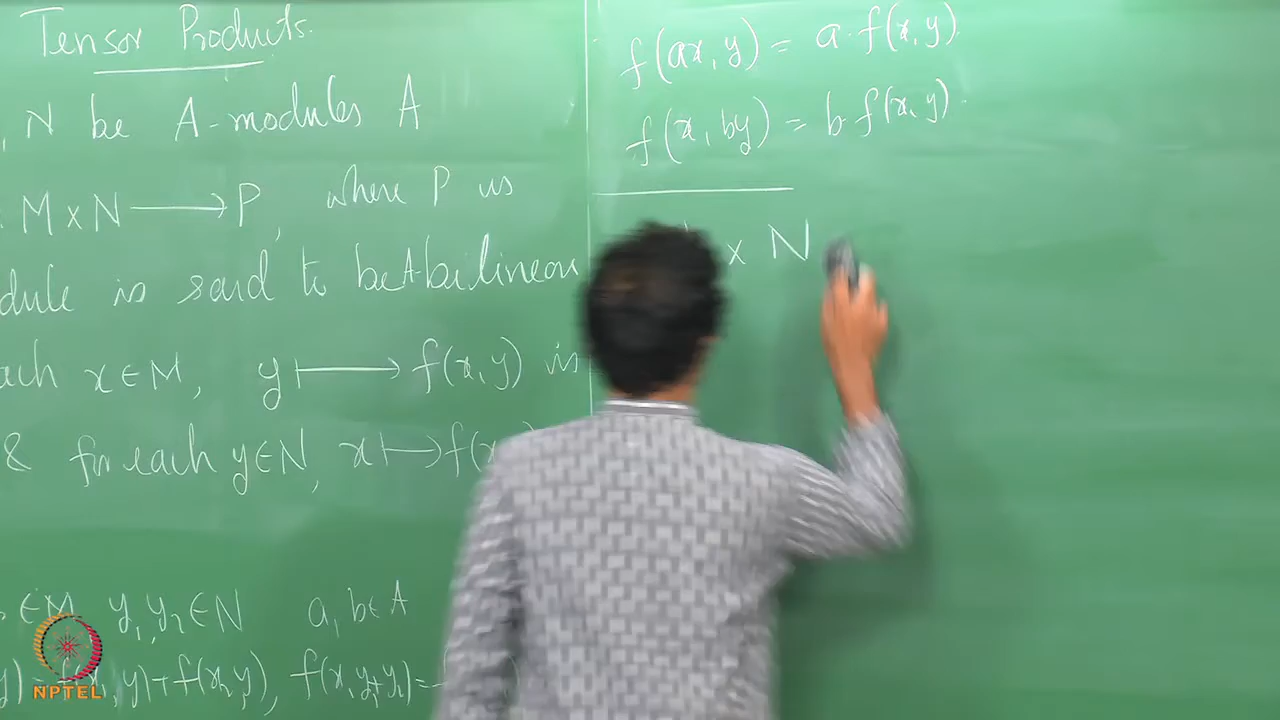 Tensor Products.
, N be A-modules A
M x N ⟶ P, where P is
dule is said to be A-bilinear
ach x ∈ M, y ⟼ f(x, y) is
& for each y ∈ N, x ⟼ f(x
∈ M, y₁, y₂ ∈ N a, b ∈ A
, y) + f(x₂, y), f(x, y₁+y₂) =
f(ax, y) = a · f(x, y).
f(x, by) = b f(x, y).
x N
NPTEL